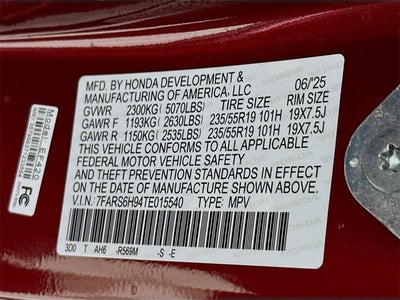 MFD. BY HONDA DEVELOPMENT &
MANUFACTURING OF AMERICA, LLC 06/'25
GVWR 2300KG (5070LBS) TIRE SIZE RIM SIZE
GAWR F 1193KG (2630LBS) 235/55R19 101H 19X7.5J
GAWR R 1150KG (2535LBS) 235/55R19 101H 19X7.5J
THIS VEHICLE CONFORMS TO ALL APPLICABLE
FEDERAL MOTOR VEHICLE SAFETY
AND THEFT PREVENTION STANDARDS IN EFFECT
ON THE DATE OF MANUFACTURE SHOWN ABOVE.
V.I.N.: 7FARS6H94TE015540 TYPE: MPV
3D0 T AH6 -R569M -S -E